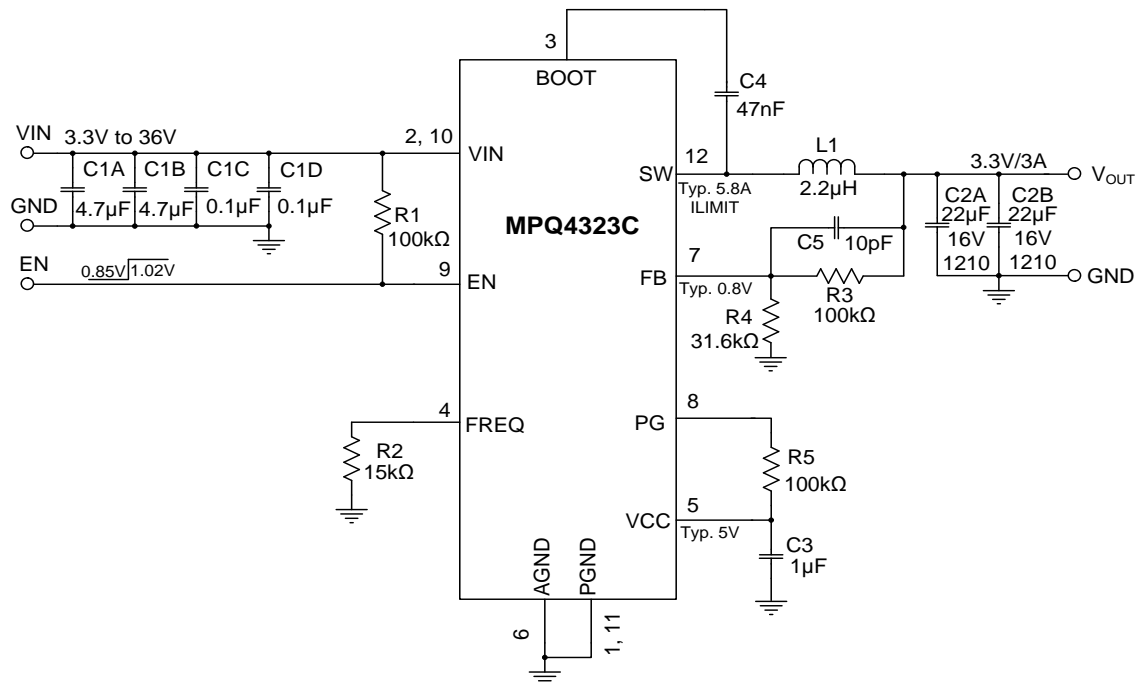 3
BOOT
C4
47nF
VIN 3.3V to 36V
2, 10
VIN
C1A C1B C1C C1D
4.7µF 4.7µF 0.1µF 0.1µF
GND
R1
100kΩ
EN
0.85V 1.02V
9
EN
MPQ4323C
SW
12
Typ. 5.8A
ILIMIT
L1
2.2µH
3.3V/3A
VOUT
C2A C2B
22µF 22µF
16V 16V
1210 1210
GND
C5 10pF
7
FB
Typ. 0.8V
R3
100kΩ
R4
31.6kΩ
4
FREQ
R2
15kΩ
8
PG
R5
100kΩ
5
VCC
Typ. 5V
C3
1µF
AGND
PGND
6
1, 11